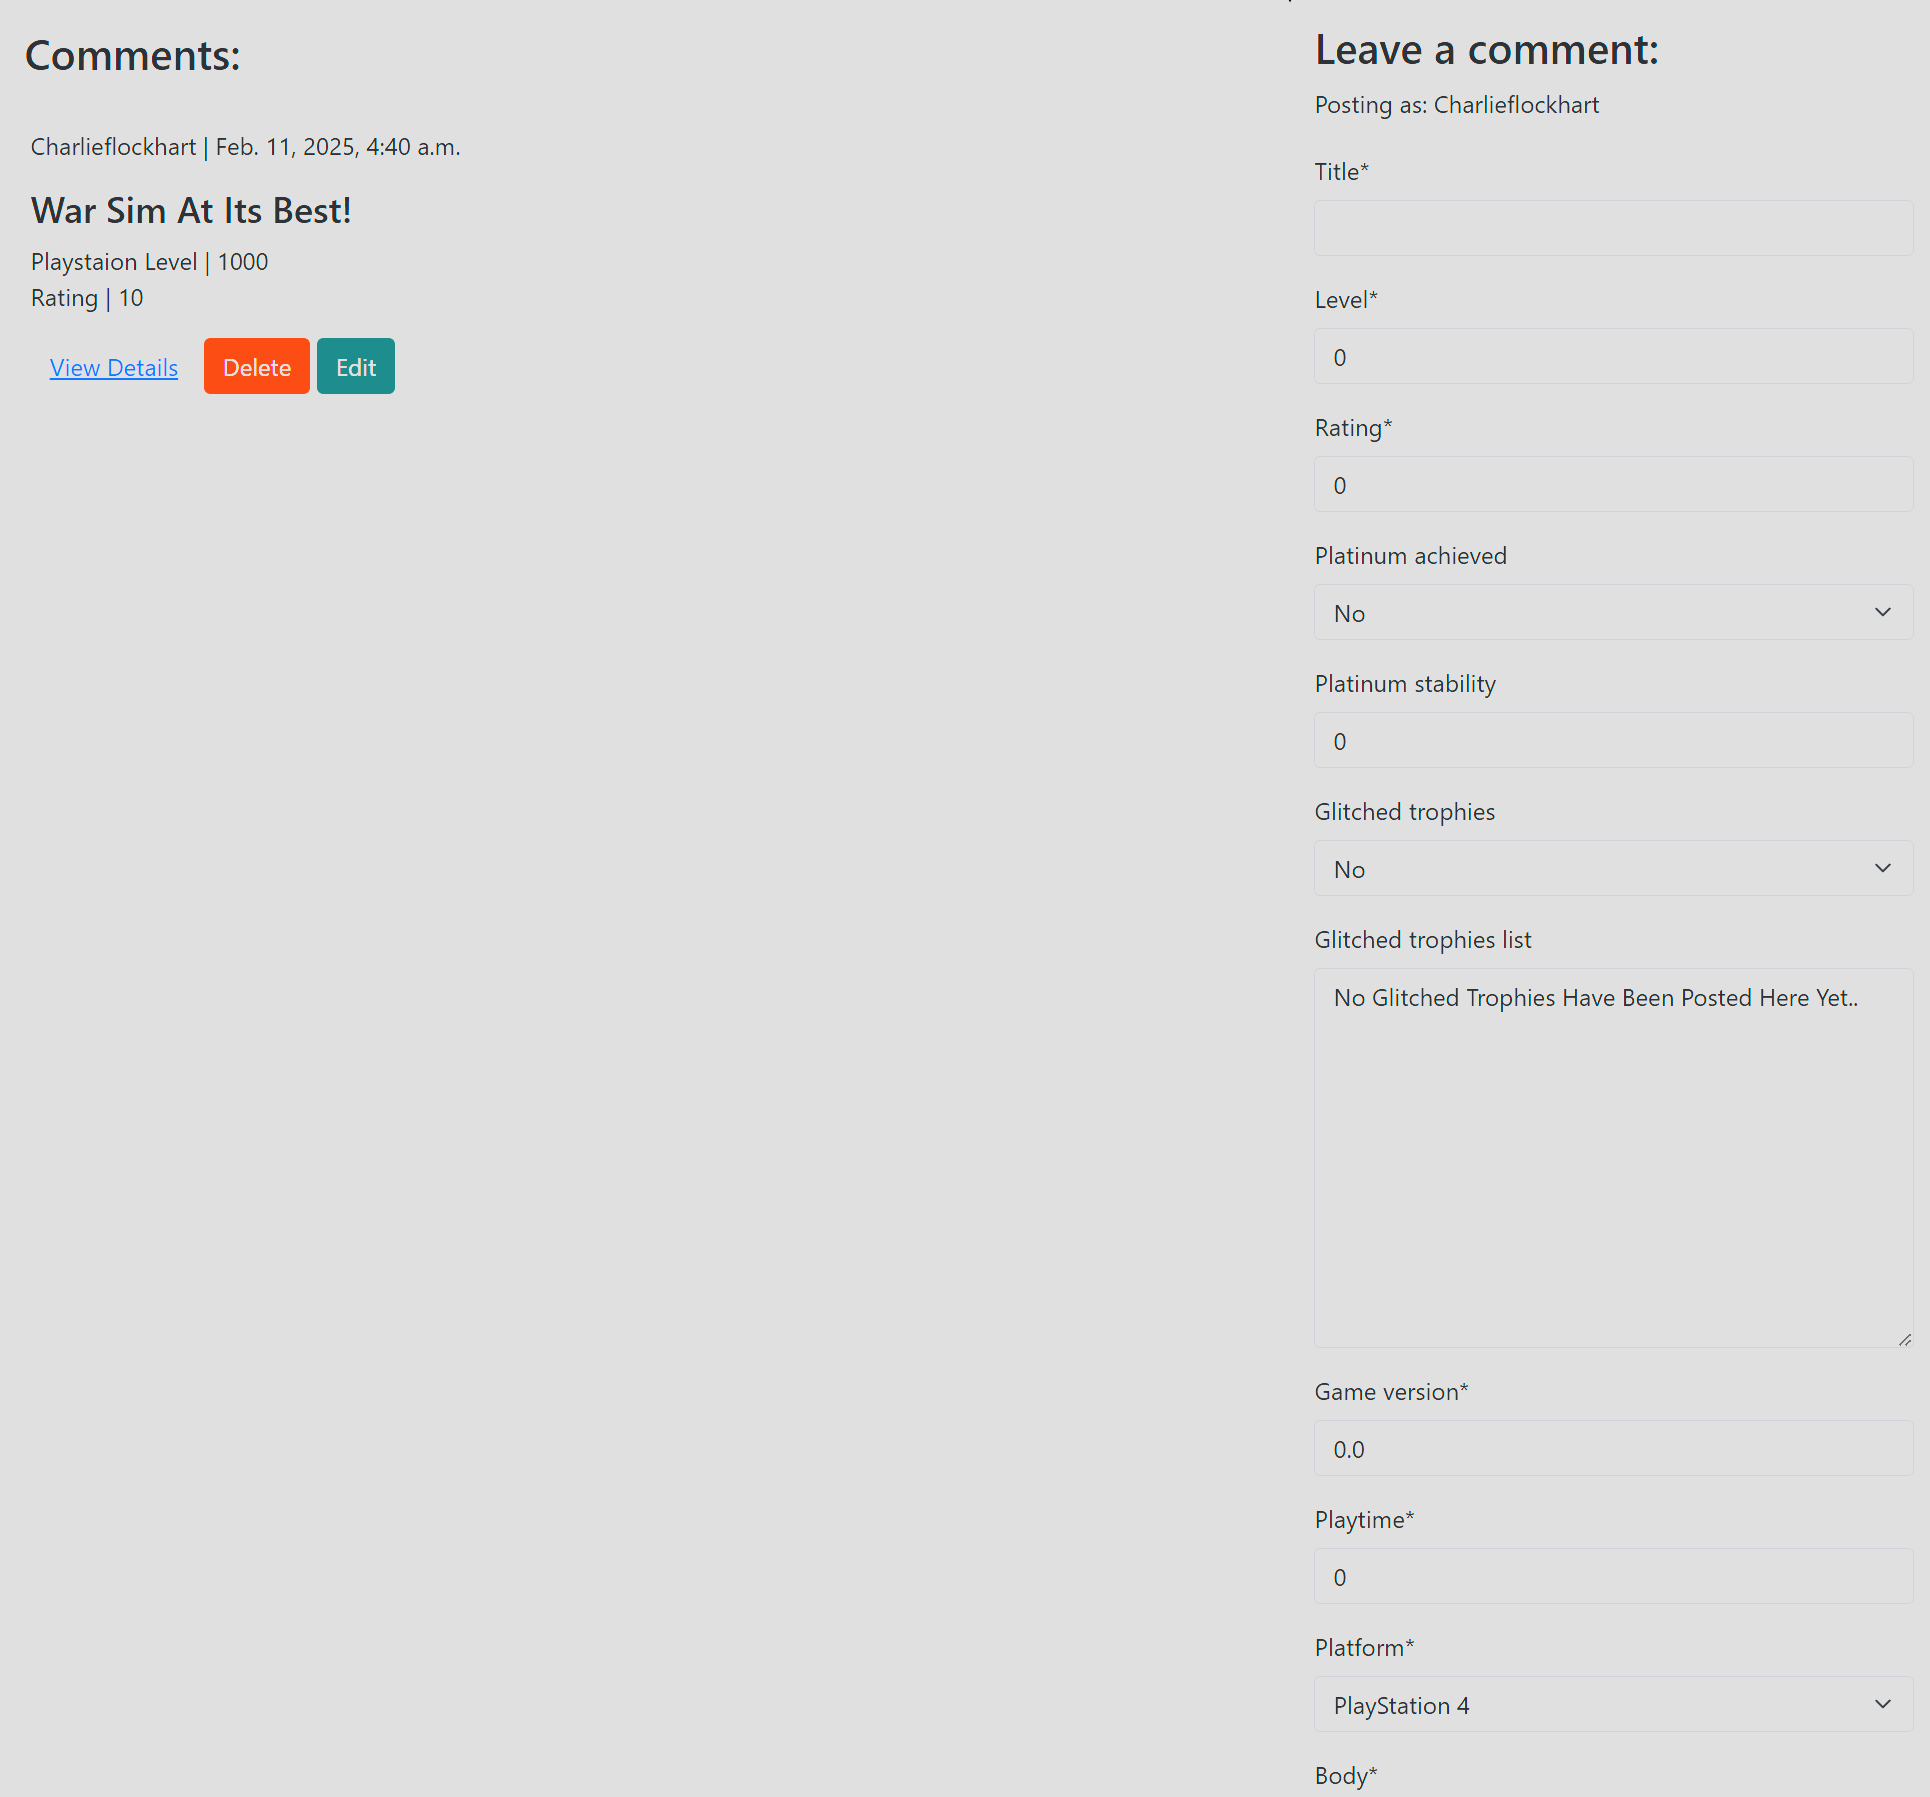 Comments:
Charlieflockhart | Feb. 11, 2025, 4:40 a.m.
War Sim At Its Best!
Playstaion Level | 1000
Rating | 10
View Details
Delete
Edit
Leave a comment:
Posting as: Charlieflockhart
Title*
Level*
0
Rating*
0
Platinum achieved
No
Platinum stability
0
Glitched trophies
No
Glitched trophies list
No Glitched Trophies Have Been Posted Here Yet..
Game version*
0.0
Playtime*
0
Platform*
PlayStation 4
Body*